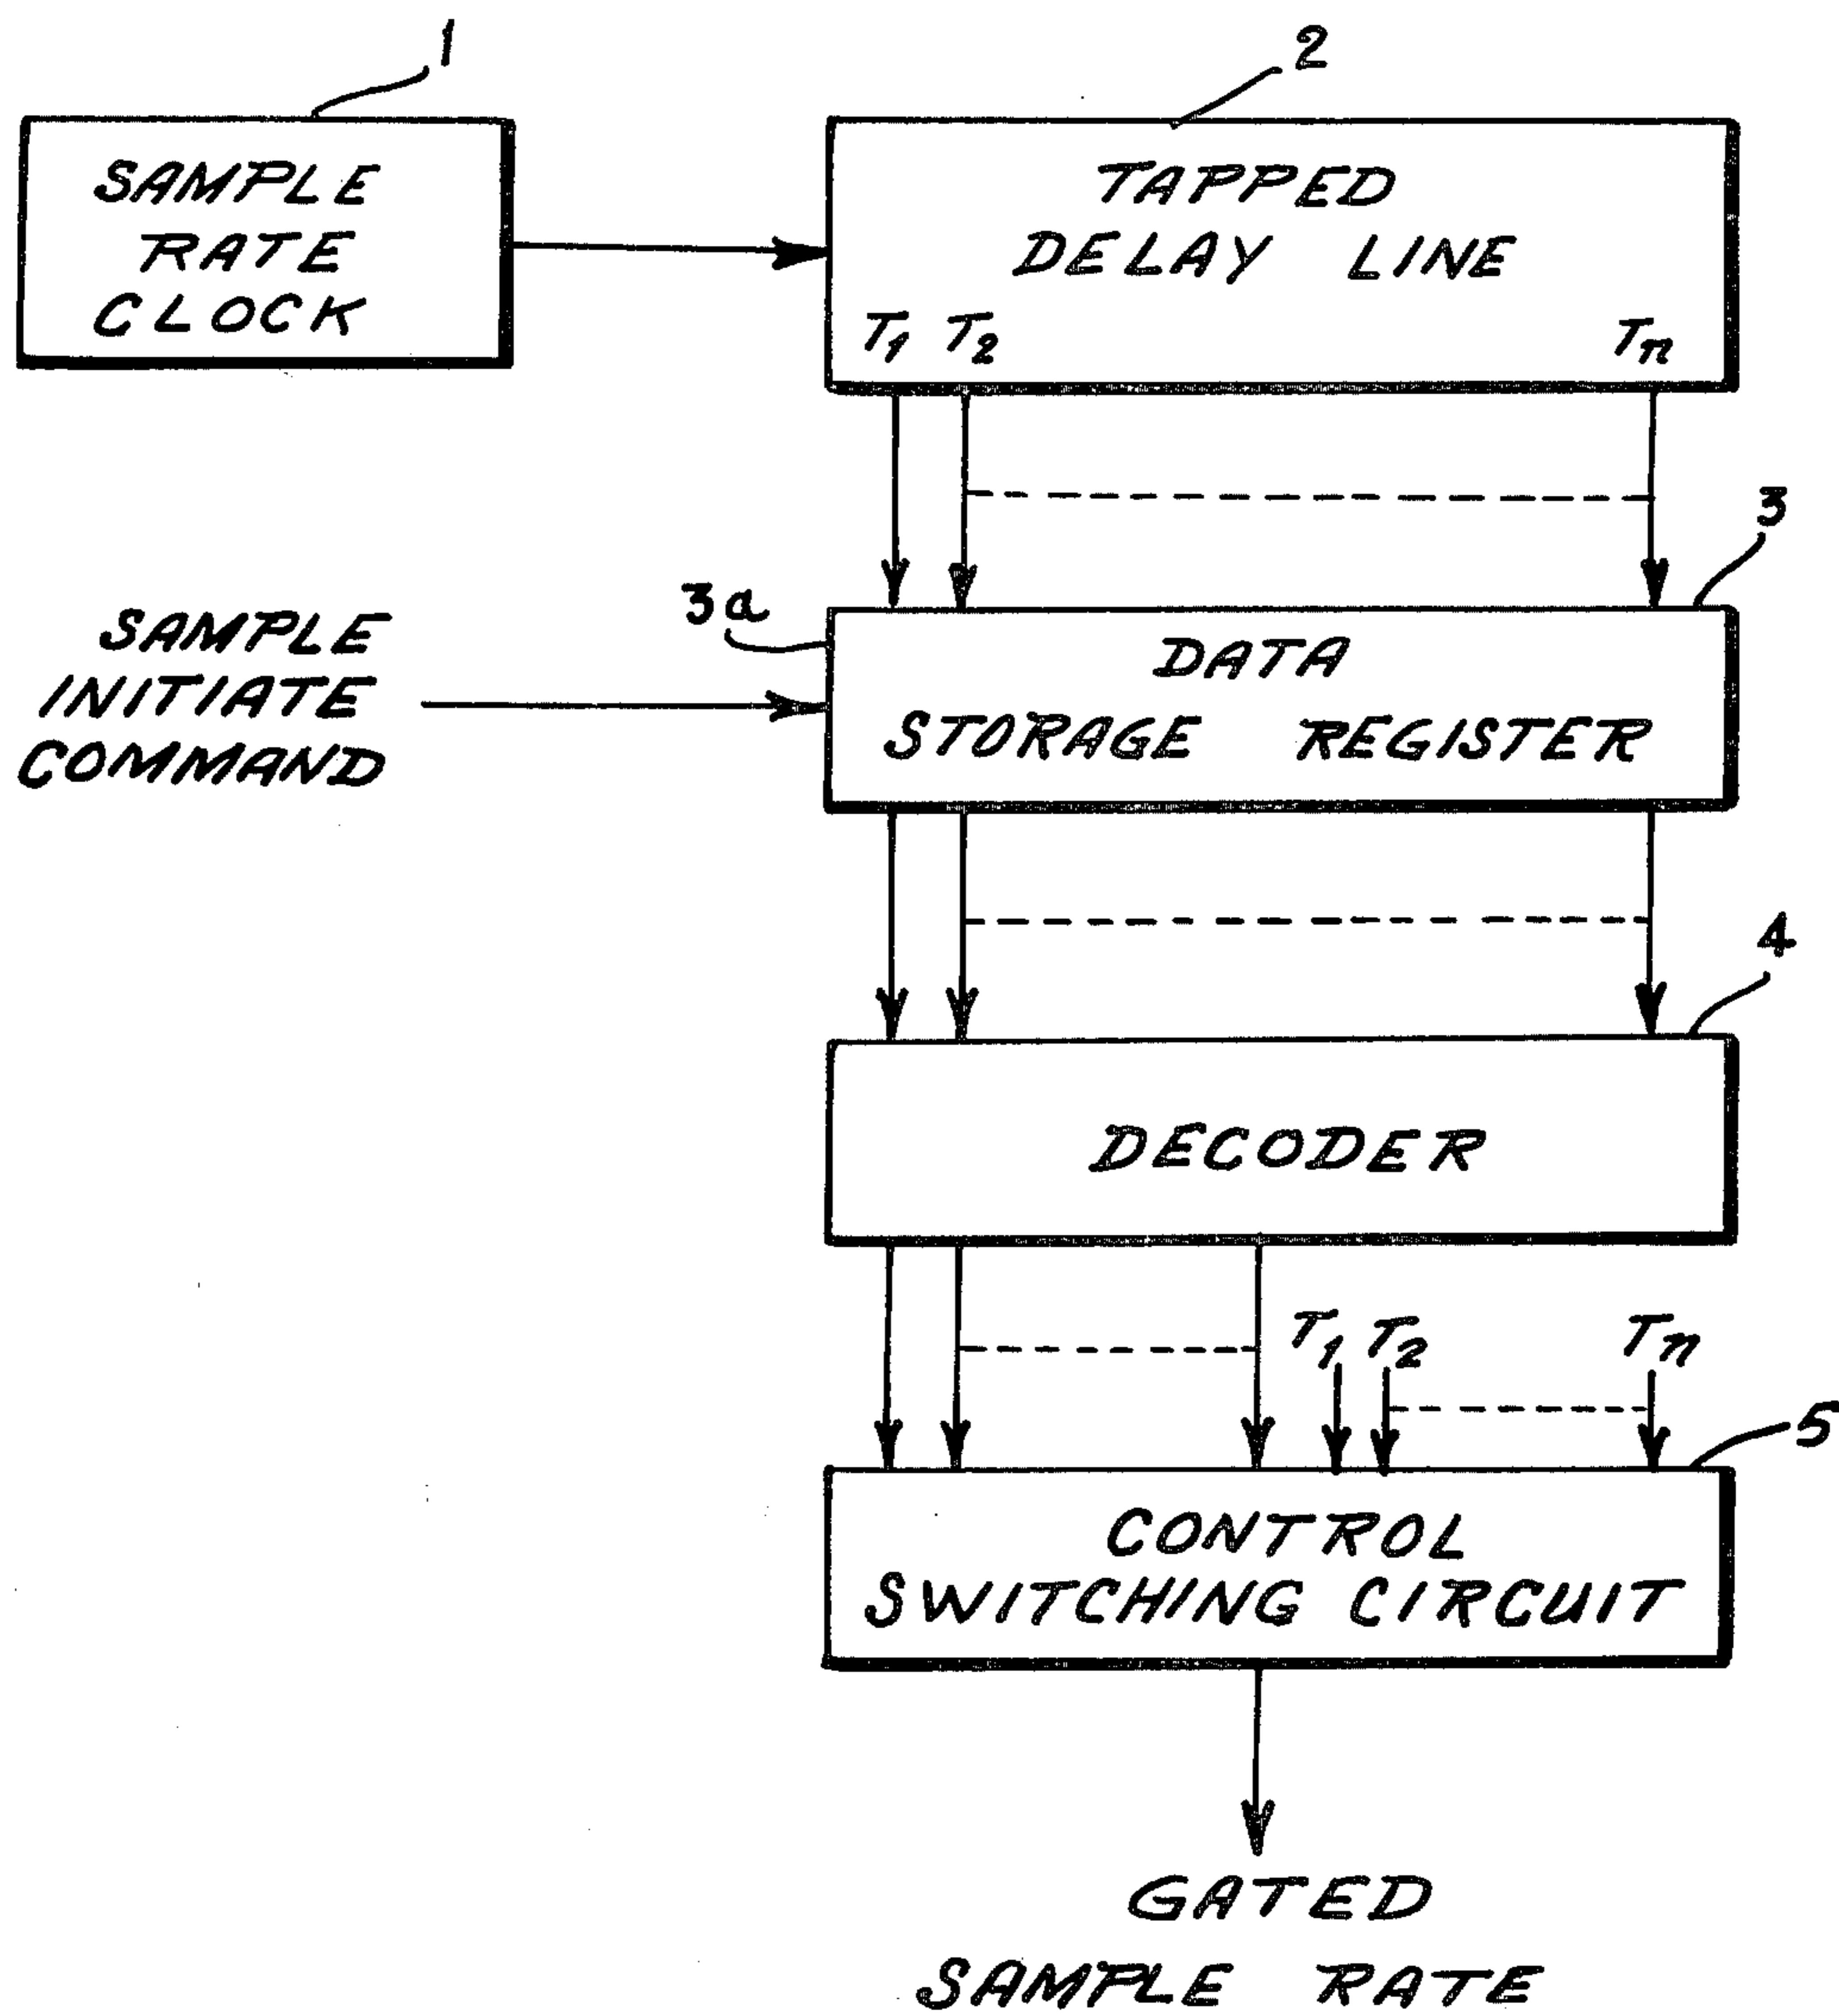 1
SAMPLE
RATE
CLOCK
2
TAPPED
DELAY LINE
T1 T2 Tn
SAMPLE
INITIATE
COMMAND
3a
3
DATA
STORAGE REGISTER
4
DECODER
T1 T2 Tn
5
CONTROL
SWITCHING CIRCUIT
GATED
SAMPLE RATE